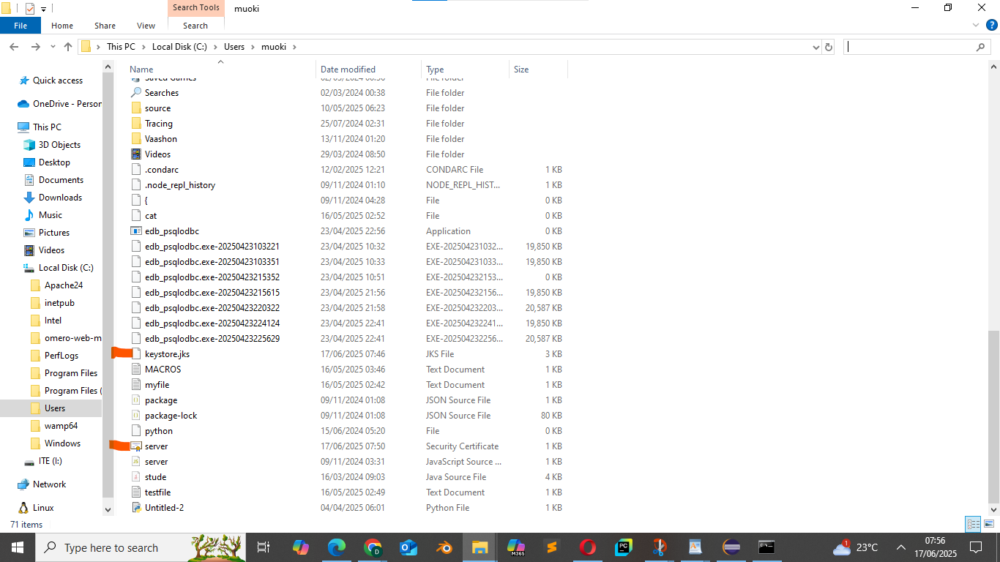 Search Tools muoki
File Home Share View Search
This PC Local Disk (C:) Users muoki
Name Date modified Type Size
Quick access
OneDrive - Person
This PC
3D Objects
Desktop
Documents
Downloads
Music
Pictures
Videos
Local Disk (C:)
Apache24
inetpub
Intel
omero-web-m
PerfLogs
Program Files
Program Files (
Users
wamp64
Windows
ITE (I:)
Network
Linux
Saved Games 02/03/2024 00:38 File folder
Searches 02/03/2024 00:38 File folder
source 10/05/2025 06:23 File folder
Tracing 25/07/2024 02:31 File folder
Vaashon 13/11/2024 01:20 File folder
Videos 29/03/2024 08:50 File folder
.condarc 12/02/2025 12:21 CONDARC File 1 KB
.node_repl_history 09/11/2024 01:10 NODE_REPL_HIST... 1 KB
{ 09/11/2024 04:28 File 0 KB
cat 16/05/2025 02:52 File 0 KB
edb_psqlodbc 23/04/2025 22:56 Application 0 KB
edb_psqlodbc.exe-20250423103221 23/04/2025 10:32 EXE-202504231032... 19,850 KB
edb_psqlodbc.exe-20250423103351 23/04/2025 10:33 EXE-202504231033... 19,850 KB
edb_psqlodbc.exe-20250423215352 23/04/2025 10:51 EXE-202504232153... 0 KB
edb_psqlodbc.exe-20250423215615 23/04/2025 21:56 EXE-202504232156... 19,850 KB
edb_psqlodbc.exe-20250423220322 23/04/2025 21:58 EXE-202504232203... 20,587 KB
edb_psqlodbc.exe-20250423224124 23/04/2025 22:41 EXE-202504232241... 19,850 KB
edb_psqlodbc.exe-20250423225629 23/04/2025 22:41 EXE-202504232256... 20,587 KB
keystore.jks 17/06/2025 07:46 JKS File 3 KB
MACROS 16/05/2025 03:46 Text Document 1 KB
myfile 16/05/2025 02:42 Text Document 1 KB
package 09/11/2024 01:08 JSON Source File 1 KB
package-lock 09/11/2024 01:08 JSON Source File 80 KB
python 15/06/2024 05:20 File 0 KB
server 17/06/2025 07:50 Security Certificate 1 KB
server 09/11/2024 03:31 JavaScript Source ... 1 KB
stude 16/03/2024 09:03 Java Source File 4 KB
testfile 16/05/2025 02:49 Text Document 1 KB
Untitled-2 04/04/2025 06:01 Python File 1 KB
71 items
Type here to search
M365
PC
1
23°C
07:56
17/06/2025